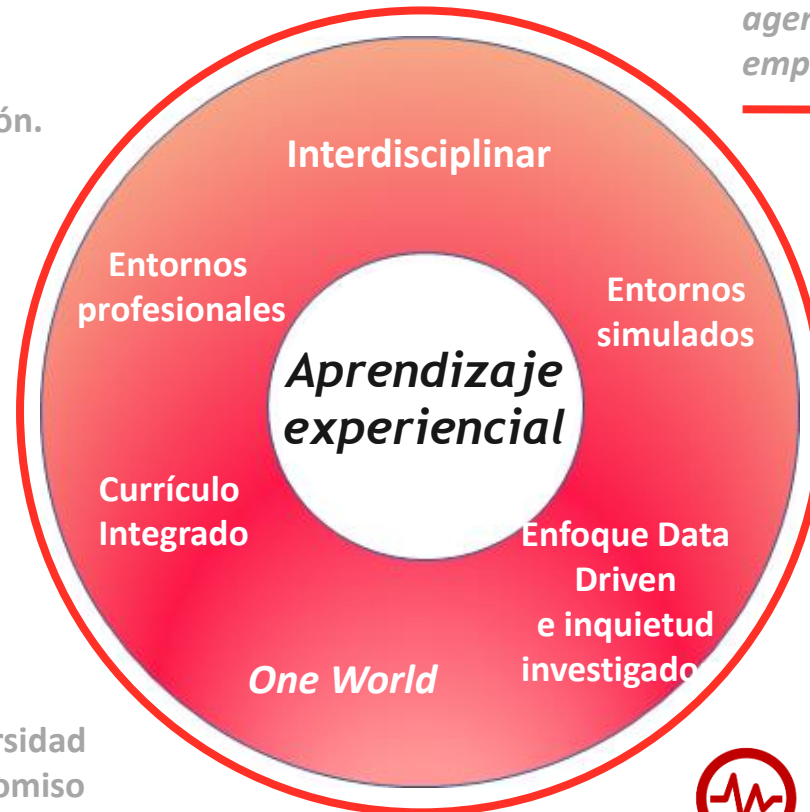 ón.
Interdisciplinar
Entornos
profesionales
Entornos
simulados
Aprendizaje
experiencial
Currículo
Integrado
Enfoque Data
Driven
e inquietud
One World